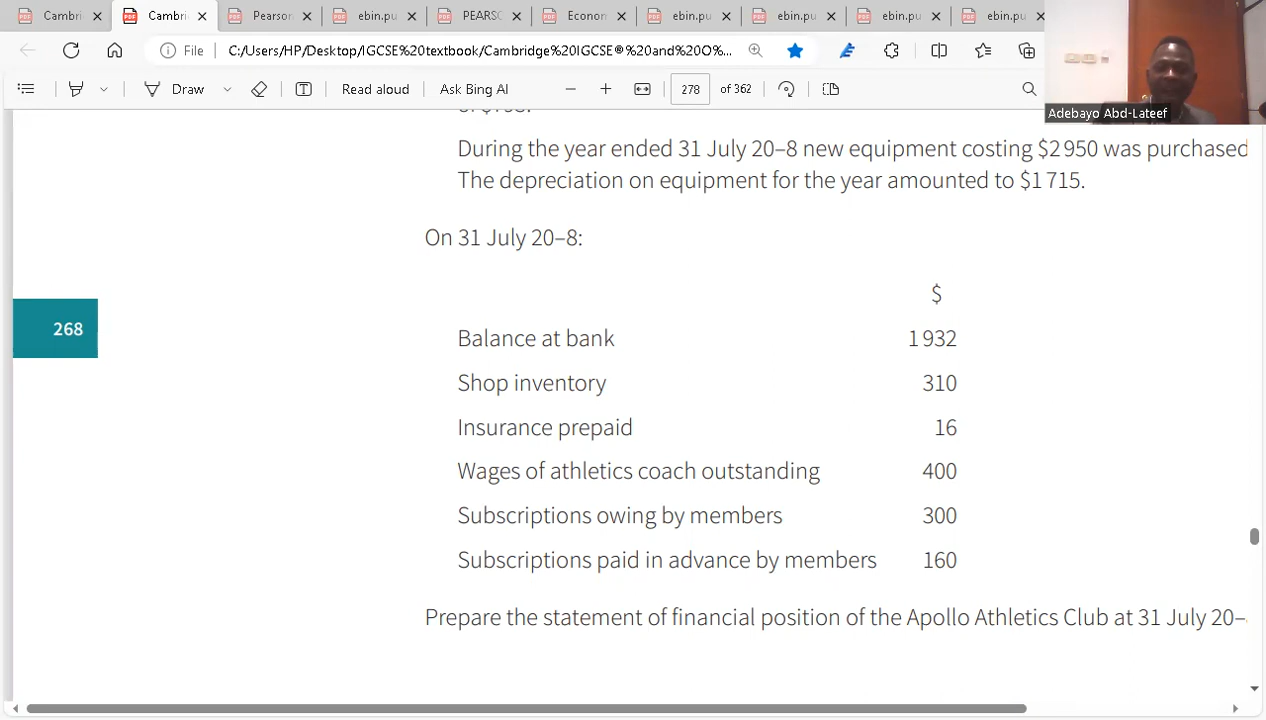 Cambri
Cambri
Pearson
ebin.pu
PEARSC
Econom
ebin.pu
ebin.pu
ebin.pu
ebin.pu
File
C:/Users/HP/Desktop/IGCSE%20textbook/Cambridge%20IGCSE®%20and%20O%...
Draw
Read aloud
Ask Bing AI
278
of 362
Adebayo Abd-Lateef
During the year ended 31 July 20–8 new equipment costing $2 950 was purchased
The depreciation on equipment for the year amounted to $1 715.
On 31 July 20–8:
$
268
Balance at bank 1 932
Shop inventory 310
Insurance prepaid 16
Wages of athletics coach outstanding 400
Subscriptions owing by members 300
Subscriptions paid in advance by members 160
Prepare the statement of financial position of the Apollo Athletics Club at 31 July 20–